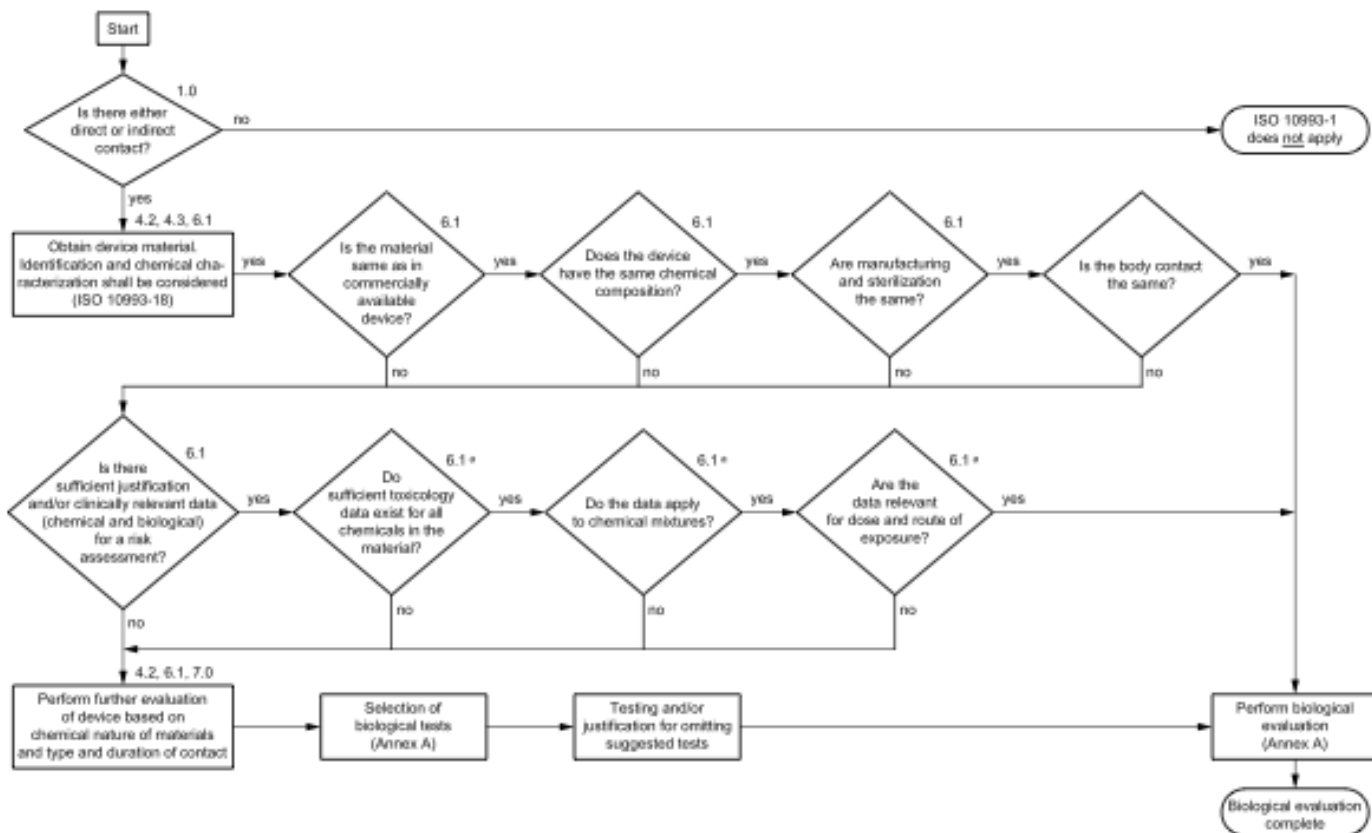 Start
1.0
Is there either
direct or indirect
contact?
no
ISO 10993-1
does not apply
yes
4.2, 4.3, 6.1
Obtain device material.
Identification and chemical cha-
racterization shall be considered
(ISO 10993-18)
yes
6.1
Is the material
same as in
commercially
available
device?
yes
no
6.1
Does the device
have the same chemical
composition?
yes
no
6.1
Are manufacturing
and sterilization
the same?
yes
no
Is the body contact
the same?
yes
no
6.1
Is there
sufficient justification
and/or clinically relevant data
(chemical and biological)
for a risk
assessment?
yes
no
6.1 a
Do
sufficient toxicology
data exist for all
chemicals in the
material?
yes
no
6.1 a
Do the data apply
to chemical mixtures?
yes
no
6.1 a
Are the
data relevant
for dose and route of
exposure?
yes
no
4.2, 6.1, 7.0
Perform further evaluation
of device based on
chemical nature of materials
and type and duration of contact
Selection of
biological tests
(Annex A)
Testing and/or
justification for omitting
suggested tests
Perform biological
evaluation
(Annex A)
Biological evaluation
complete